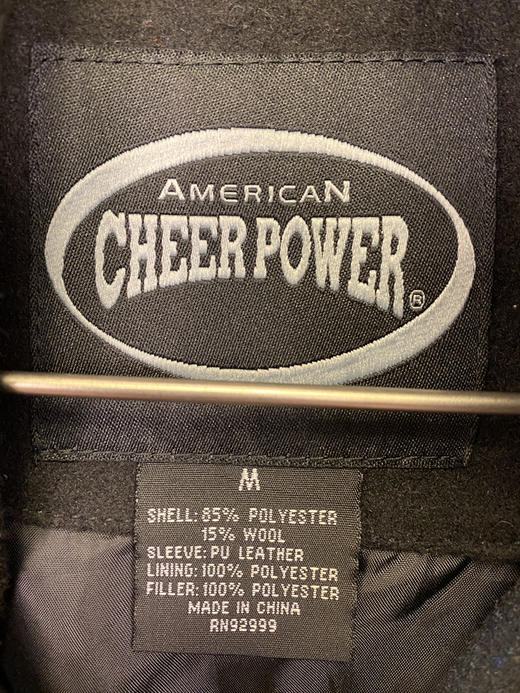 AMERICAN
CHEER POWER®
M
SHELL: 85% POLYESTER
15% WOOL
SLEEVE: PU LEATHER
LINING: 100% POLYESTER
FILLER: 100% POLYESTER
MADE IN CHINA
RN92999